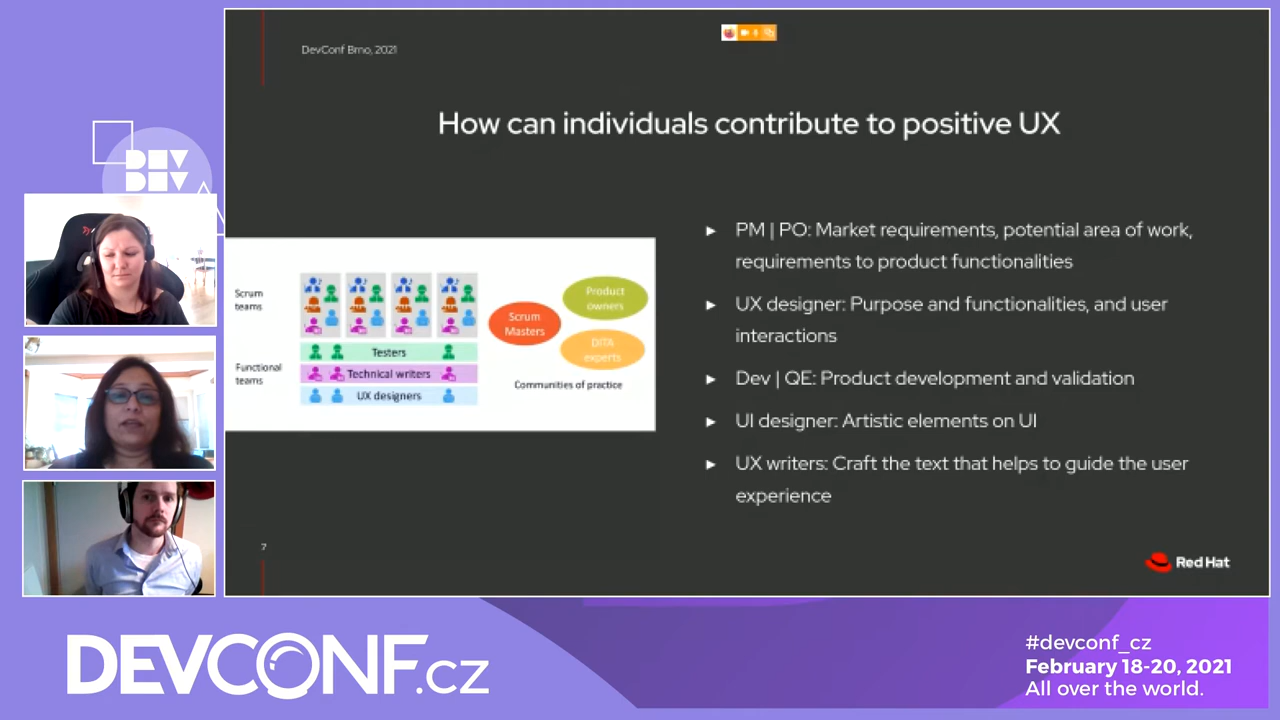 DevConf Brno, 2021
How can individuals contribute to positive UX
DEV
DEV
Scrum
teams
Functional
teams
Testers
Technical writers
UX designers
Scrum
Masters
Product
owners
DITA
experts
Communities of practice
► PM | PO: Market requirements, potential area of work,
requirements to product functionalities
► UX designer: Purpose and functionalities, and user
interactions
► Dev | QE: Product development and validation
► UI designer: Artistic elements on UI
► UX writers: Craft the text that helps to guide the user
experience
7
Red Hat
DEVCONF.cz
#devconf_cz
February 18-20, 2021
All over the world.